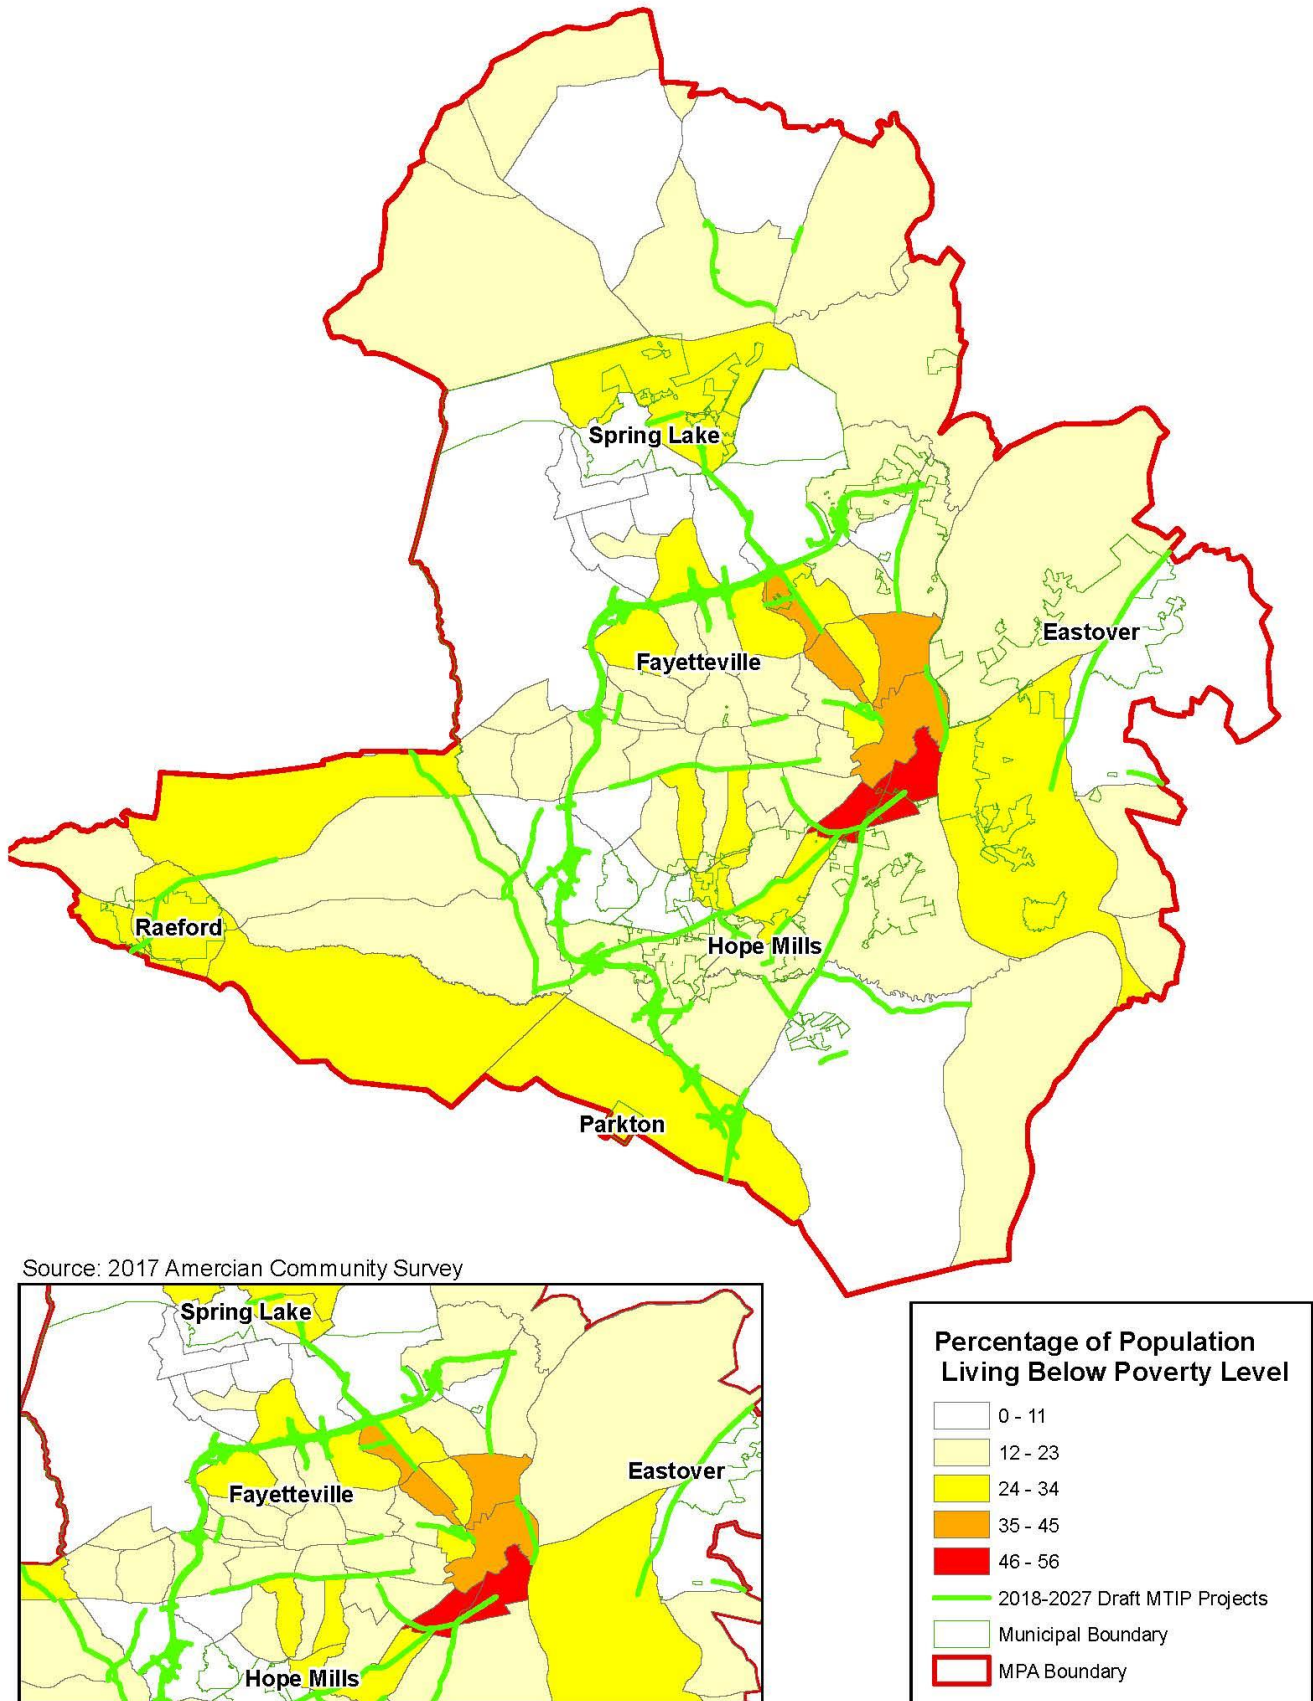 Spring Lake
Eastover
Fayetteville
Raeford
Hope Mills
Parkton
Source: 2017 Amercian Community Survey
Spring Lake
Eastover
Fayetteville
Hope Mills
Percentage of Population
Living Below Poverty Level
0 - 11
12 - 23
24 - 34
35 - 45
46 - 56
2018-2027 Draft MTIP Projects
Municipal Boundary
MPA Boundary